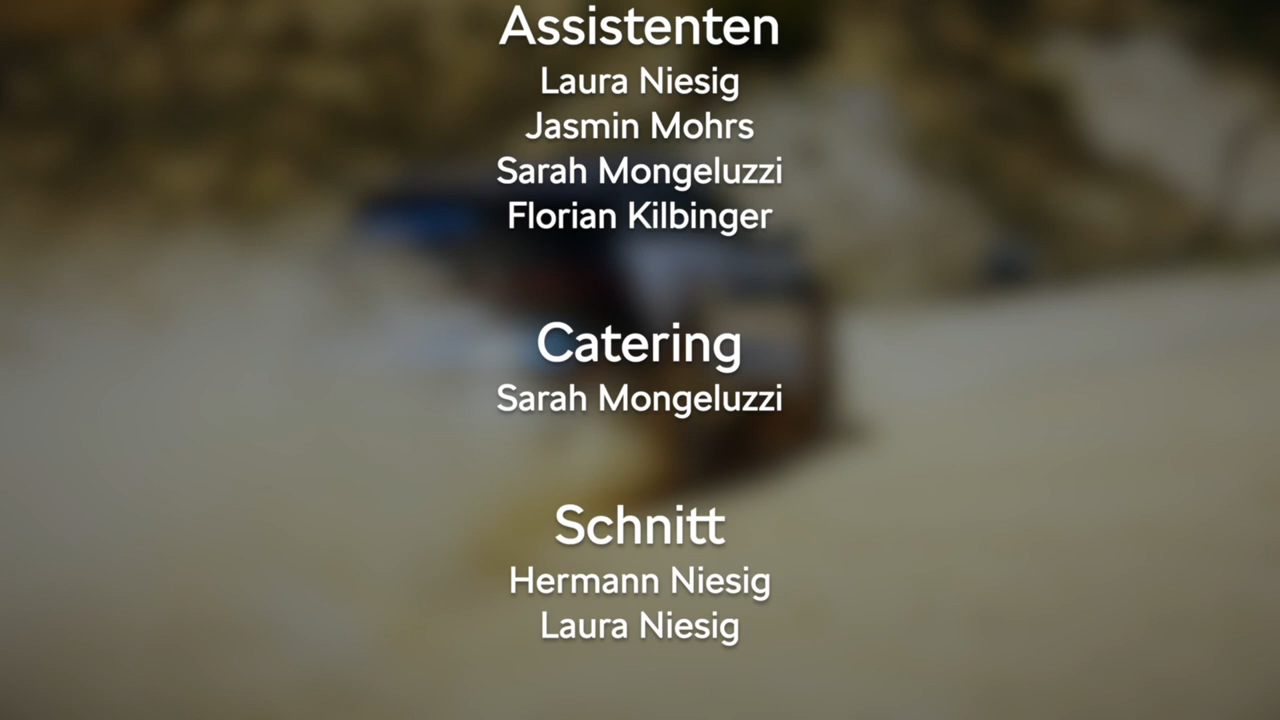 Assistenten
Laura Niesig
Jasmin Mohrs
Sarah Mongeluzzi
Florian Kilbinger
Catering
Sarah Mongeluzzi
Schnitt
Hermann Niesig
Laura Niesig